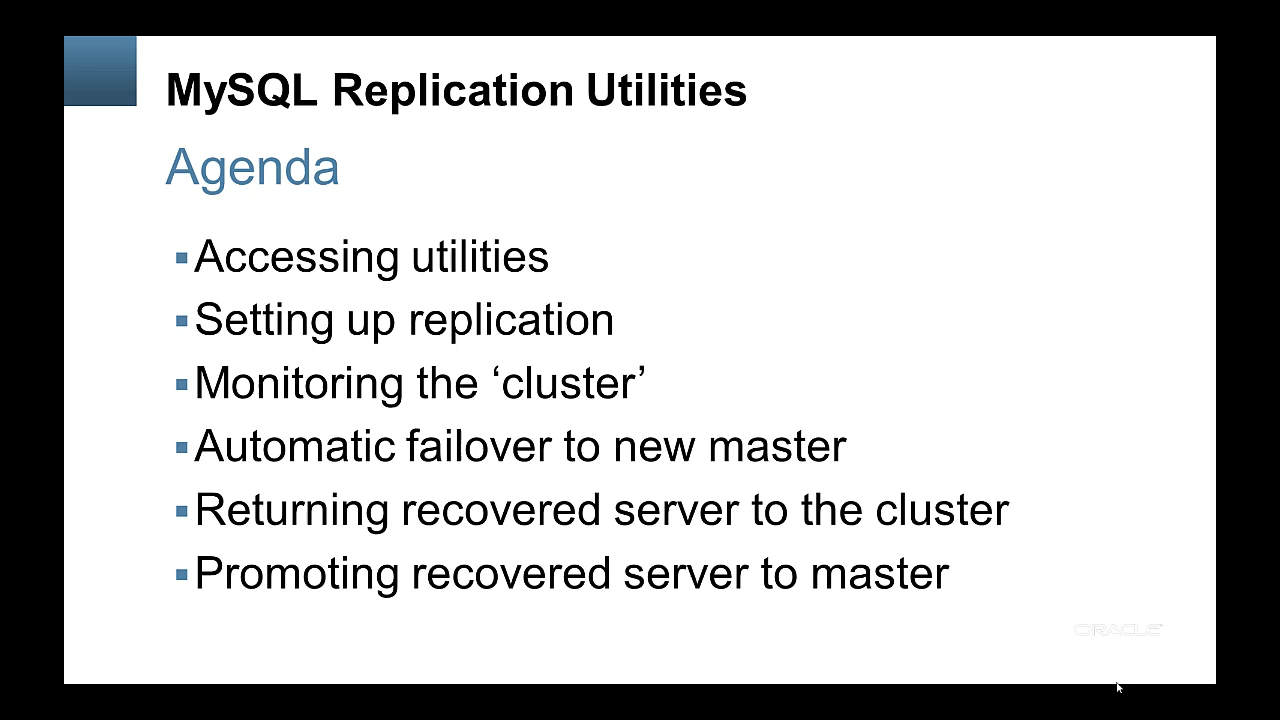 MySQL Replication Utilities
Agenda
Accessing utilities
Setting up replication
Monitoring the ‘cluster’
Automatic failover to new master
Returning recovered server to the cluster
Promoting recovered server to master
ORACLE